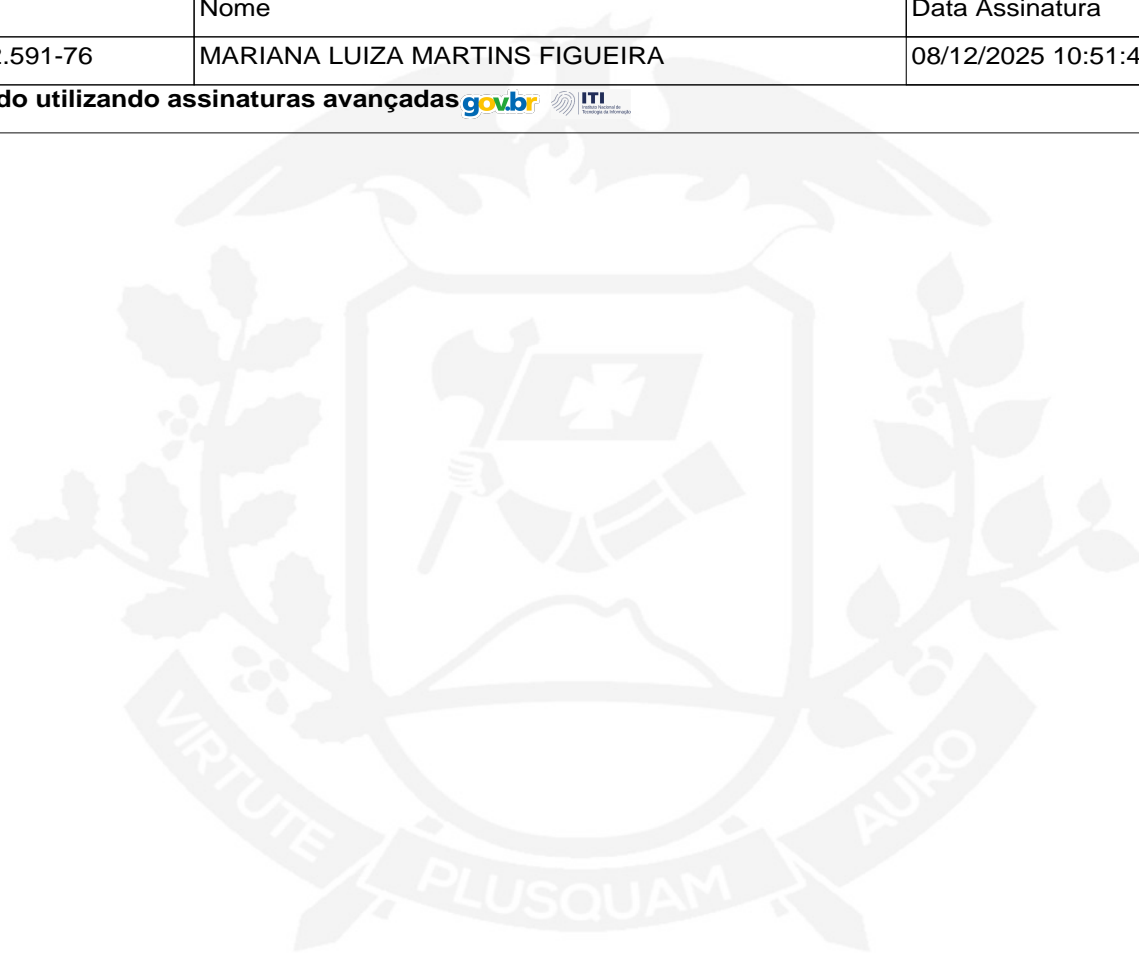 Nome Data Assinatura
.591-76 MARIANA LUIZA MARTINS FIGUEIRA 08/12/2025 10:51:4
do utilizando assinaturas avançadas gov.br ITI
VIRTUTE PLUSQUAM AURO